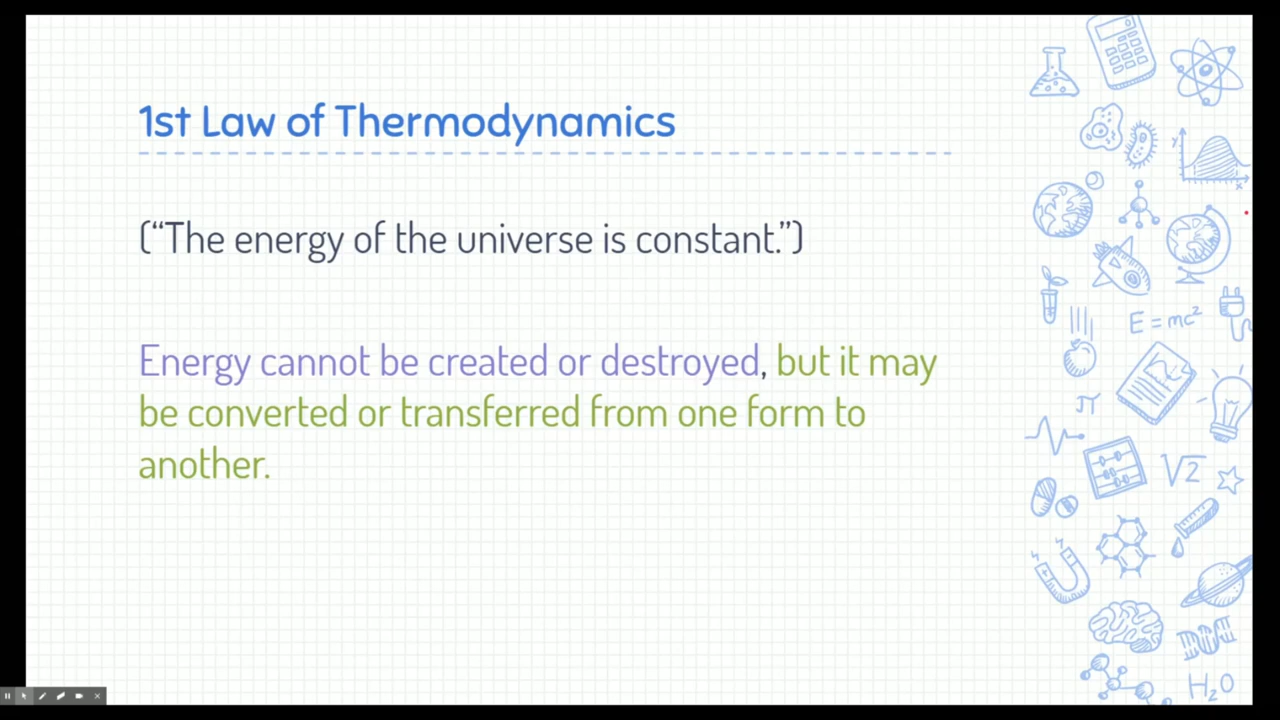 1st Law of Thermodynamics
(“The energy of the universe is constant.”)
Energy cannot be created or destroyed, but it may
be converted or transferred from one form to
another.
y
x
E = mc²
π
√2
H₂O